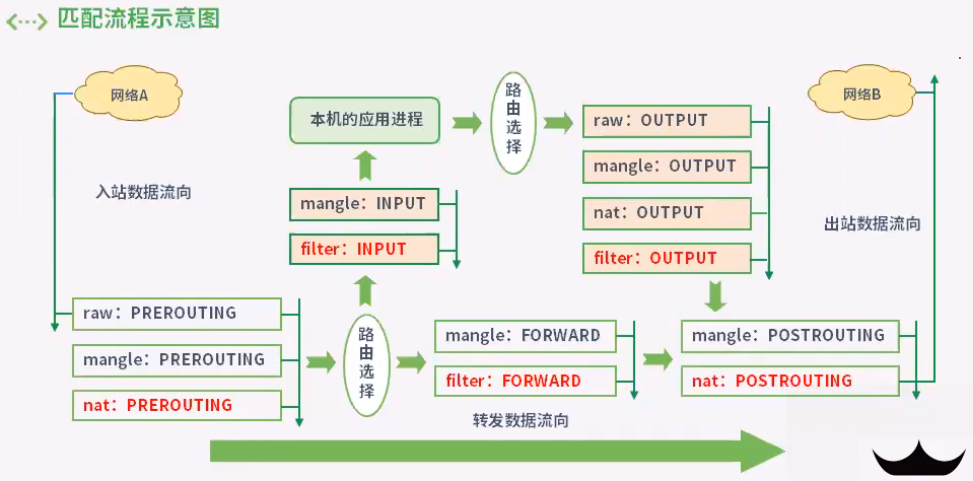 匹配流程示意图
网络A
网络B
本机的应用进程
路由选择
raw：OUTPUT
mangle：OUTPUT
nat：OUTPUT
filter：OUTPUT
入站数据流向
mangle：INPUT
filter：INPUT
出站数据流向
raw：PREROUTING
mangle：PREROUTING
nat：PREROUTING
路由选择
mangle：FORWARD
filter：FORWARD
mangle：POSTROUTING
nat：POSTROUTING
转发数据流向